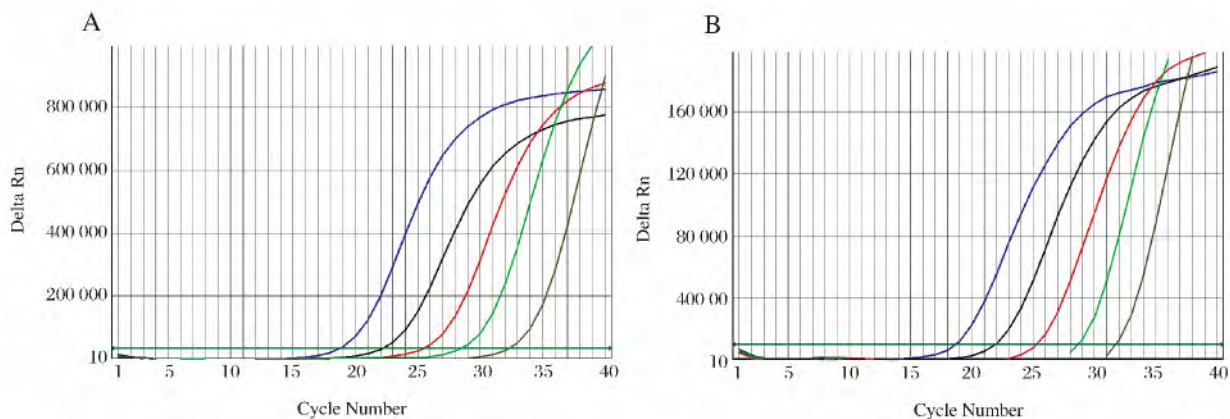 A
Delta Rn
800 000
600 000
400 000
200 000
10
1 5 10 15 20 25 30 35 40
Cycle Number
B
Delta Rn
160 000
120 000
80 000
400 00
10
1 5 10 15 20 25 30 35 40
Cycle Number